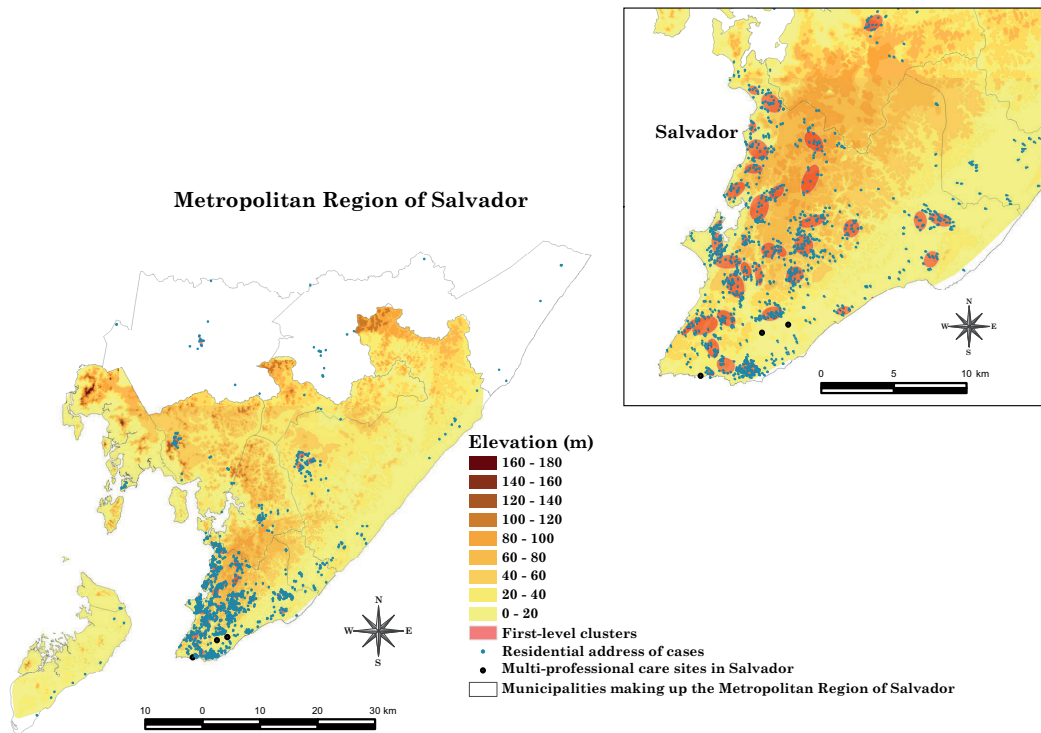 Salvador
N
W E
S
0 5 10 km
Metropolitan Region of Salvador
Elevation (m)
160 - 180
140 - 160
120 - 140
100 - 120
80 - 100
60 - 80
40 - 60
20 - 40
0 - 20
First-level clusters
Residential address of cases
Multi-professional care sites in Salvador
Municipalities making up the Metropolitan Region of Salvador
N
W E
S
10 0 10 20 30 km